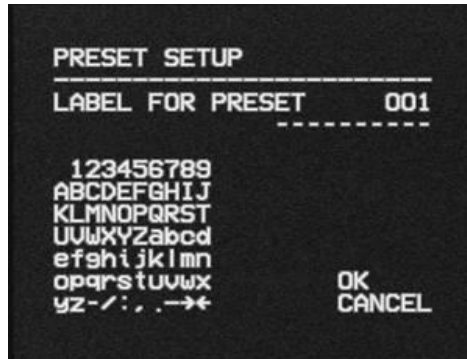 PRESET SETUP
-------------------------
LABEL FOR PRESET 001
----------
123456789
ABCDEFGHIJ
KLMNOPQRST
UVWXYZabcd
efghijklmn
opqrstuvwx OK
yz-/:,.→← CANCEL